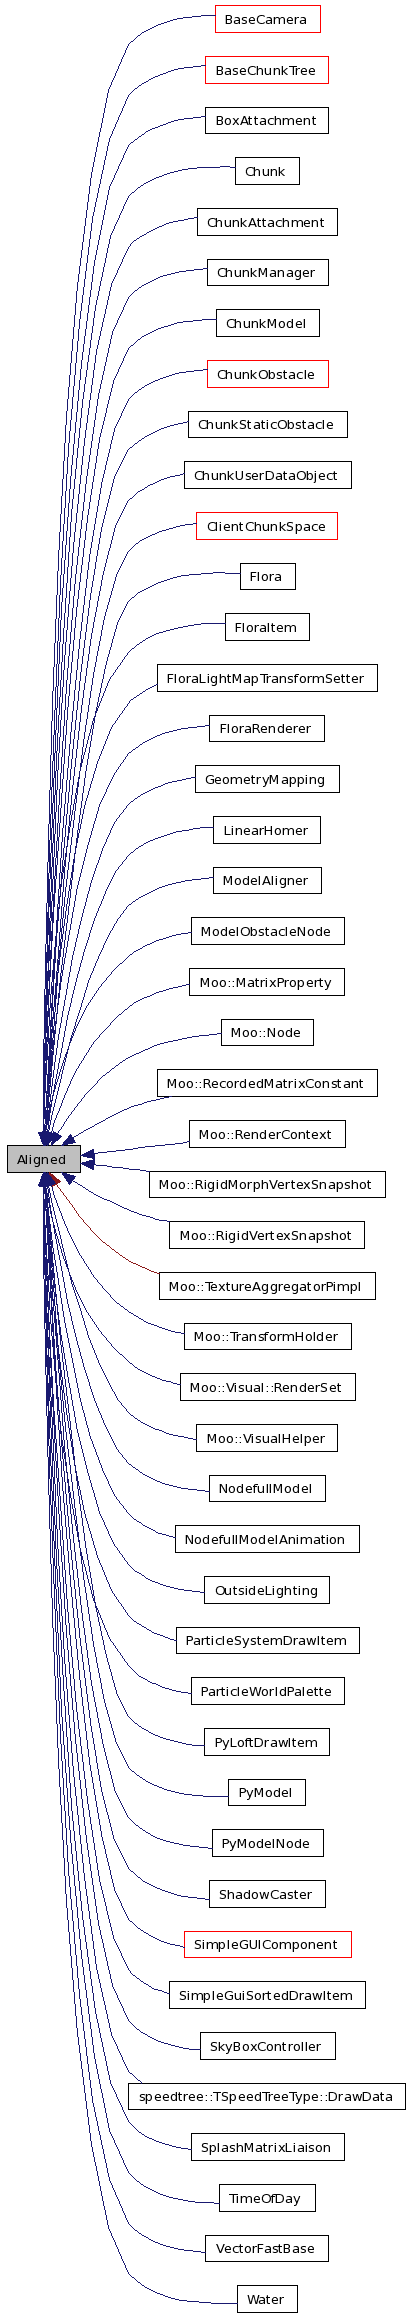 BaseCamera
BaseChunkTree
BoxAttachment
Chunk
ChunkAttachment
ChunkManager
ChunkModel
ChunkObstacle
ChunkStaticObstacle
ChunkUserDataObject
ClientChunkSpace
Flora
FloraItem
FloraLightMapTransformSetter
FloraRenderer
GeometryMapping
LinearHomer
ModelAligner
ModelObstacleNode
Moo::MatrixProperty
Moo::Node
Moo::RecordedMatrixConstant
Moo::RenderContext
Aligned
Moo::RigidMorphVertexSnapshot
Moo::RigidVertexSnapshot
Moo::TextureAggregatorPimpl
Moo::TransformHolder
Moo::Visual::RenderSet
Moo::VisualHelper
NodefullModel
NodefullModelAnimation
OutsideLighting
ParticleSystemDrawItem
ParticleWorldPalette
PyLoftDrawItem
PyModel
PyModelNode
ShadowCaster
SimpleGUIComponent
SimpleGuiSortedDrawItem
SkyBoxController
speedtree::TSpeedTreeType::DrawData
SplashMatrixLiaison
TimeOfDay
VectorFastBase
Water